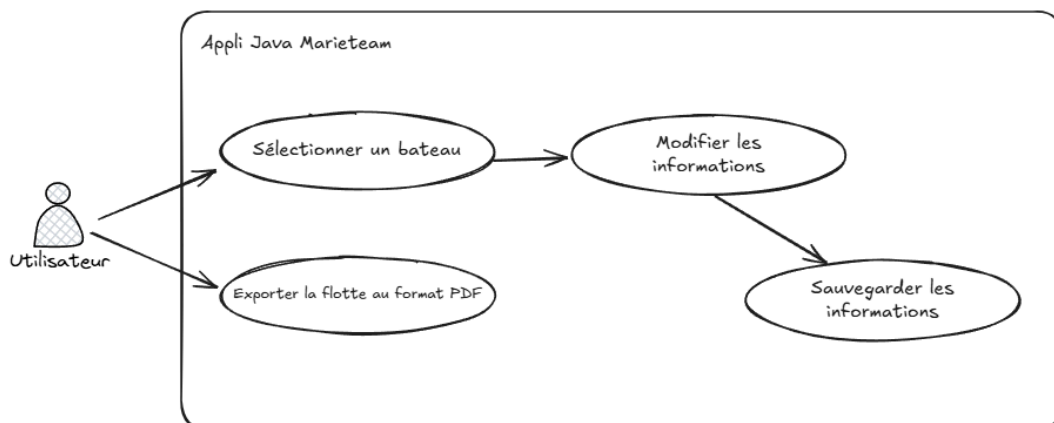 Appli Java Marieteam
Sélectionner un bateau
Modifier les
informations
Utilisateur
Exporter la flotte au format PDF
Sauvegarder les
informations